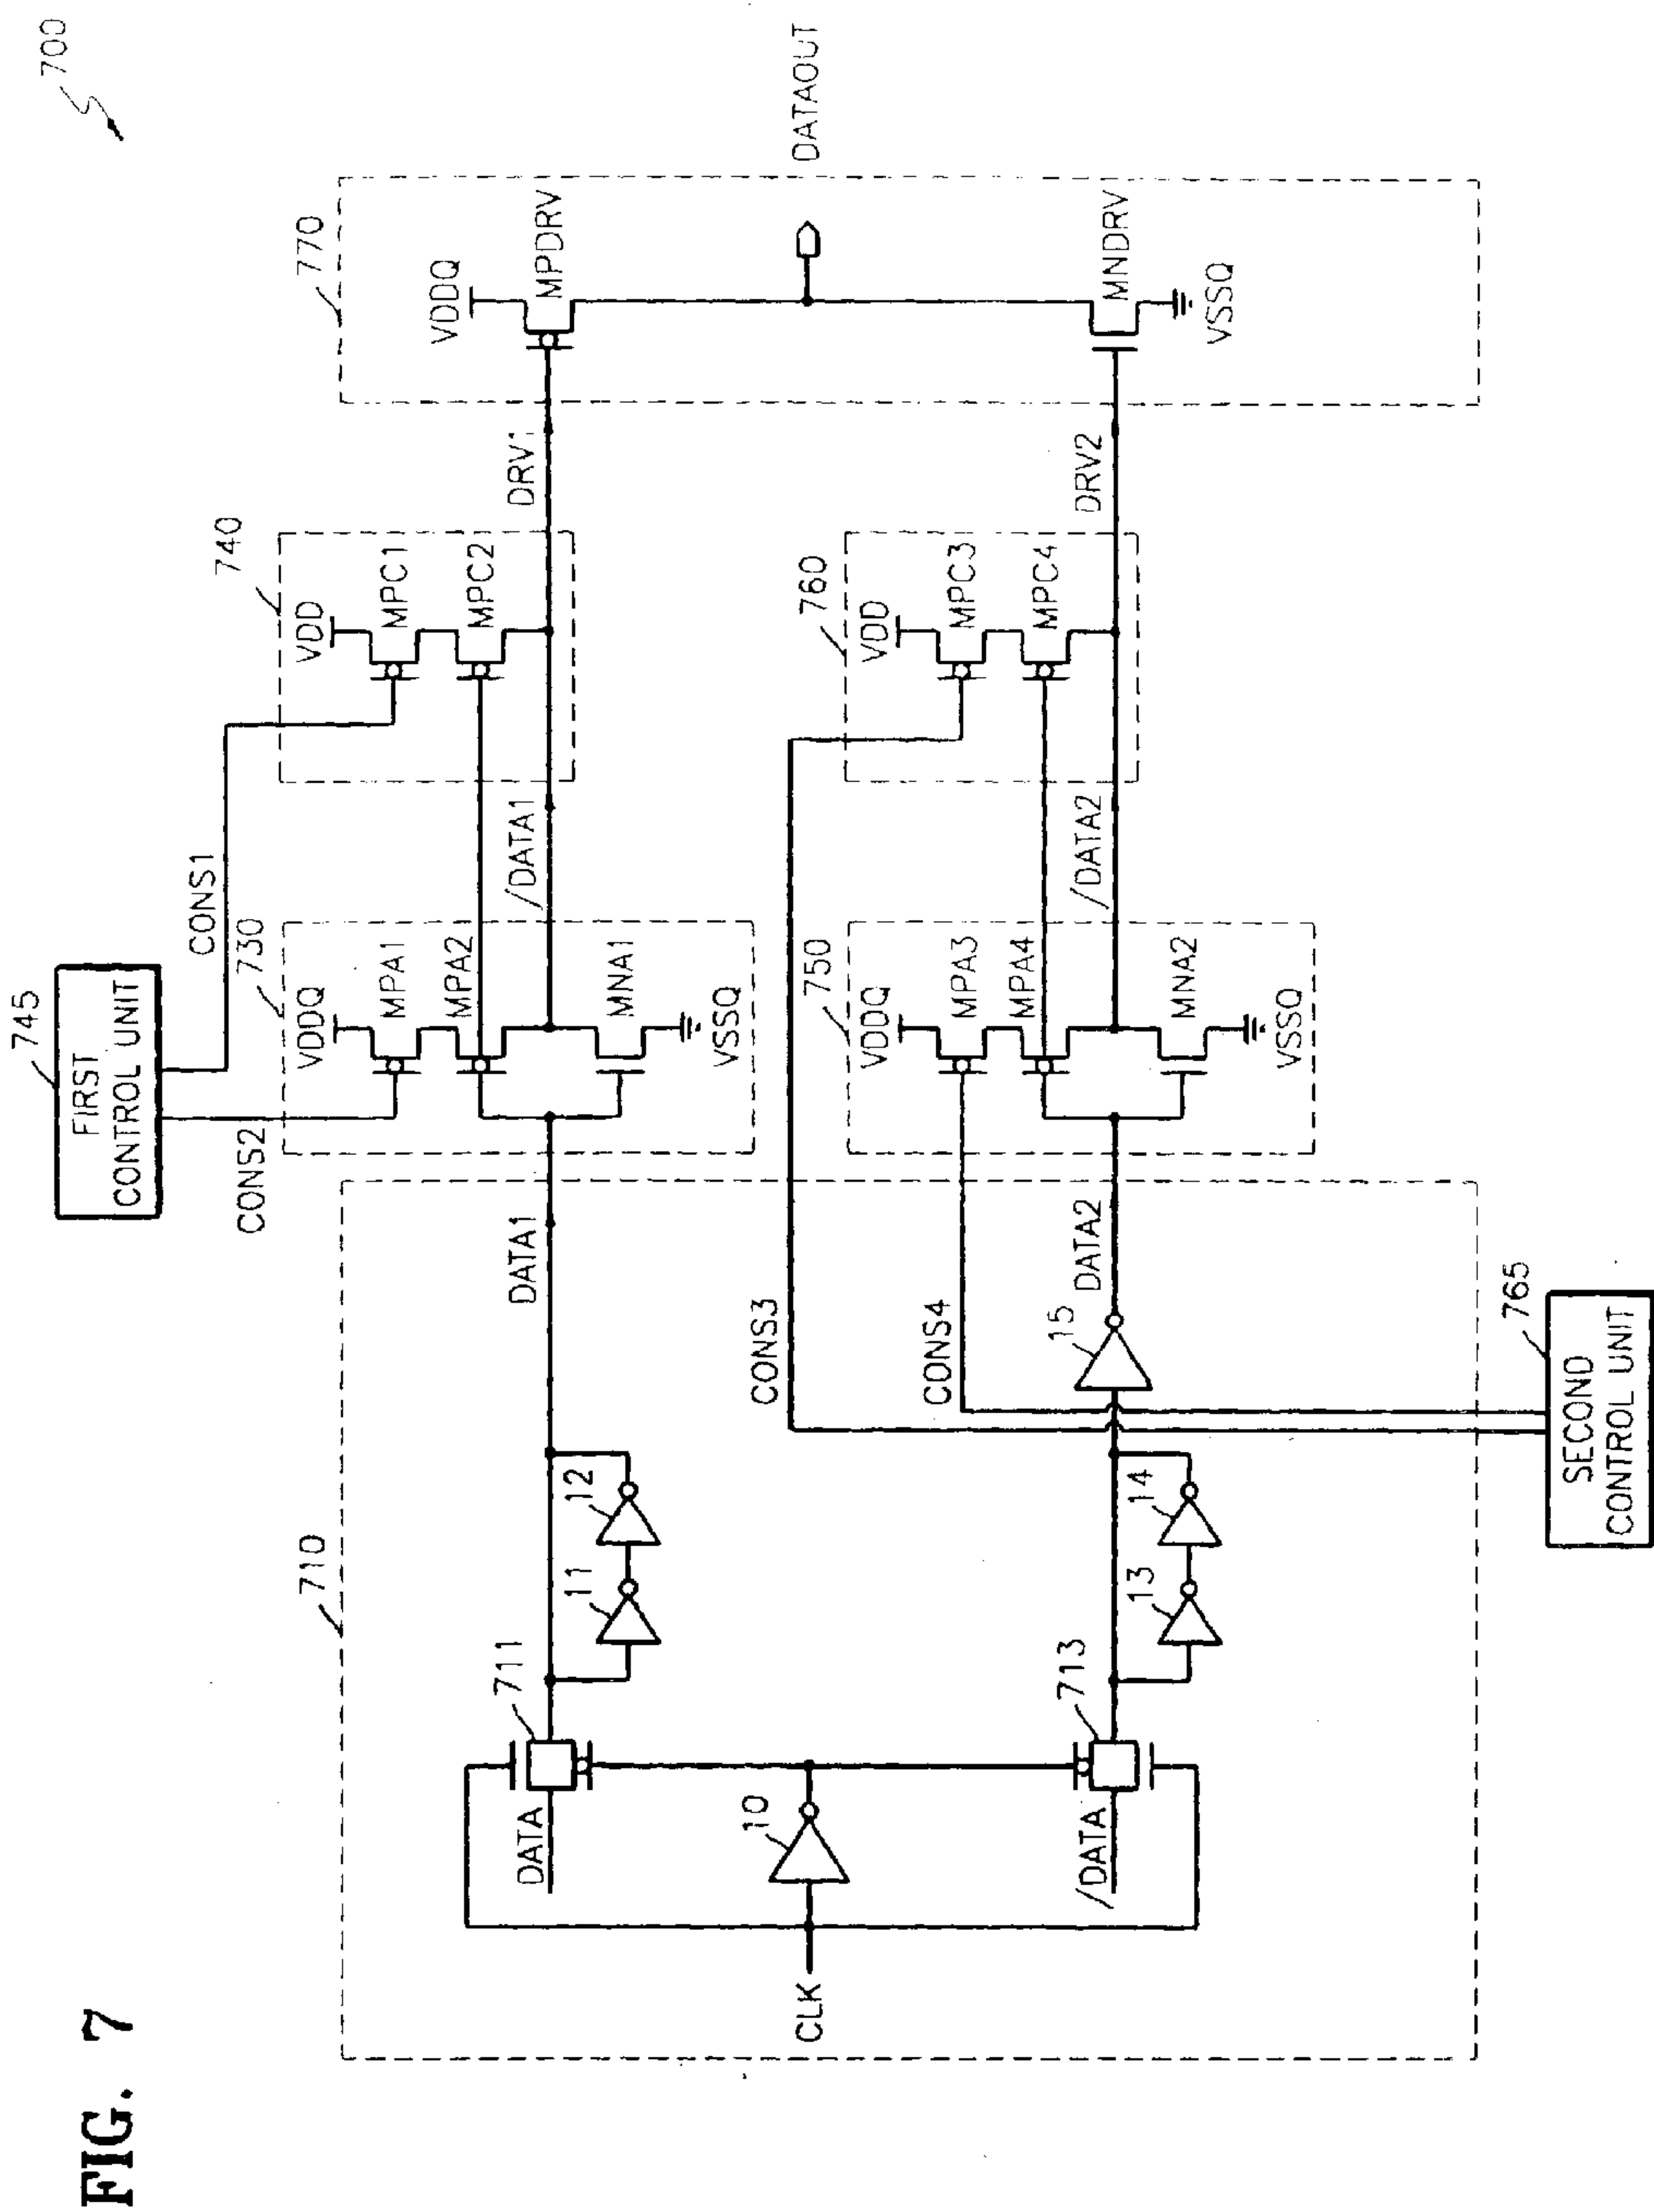 FIG. 7
700
745
FIRST
CONTROL UNIT
CONS2
CONS1
730
VDDQ
MPA1
MPA2
MNA1
VSSQ
740
VDD
MPC1
MPC2
770
VDDQ
MPDRV
710
711
DATA
11
12
DATA1
/DATA1
DRV1
CLK
10
DATAOUT
CONS3
CONS4
750
VDDQ
MPA3
MPA4
MNA2
VSSQ
760
VDD
MPC3
MPC4
MNDRV
VSSQ
/DATA
713
13
14
15
DATA2
/DATA2
DRV2
765
SECOND
CONTROL UNIT